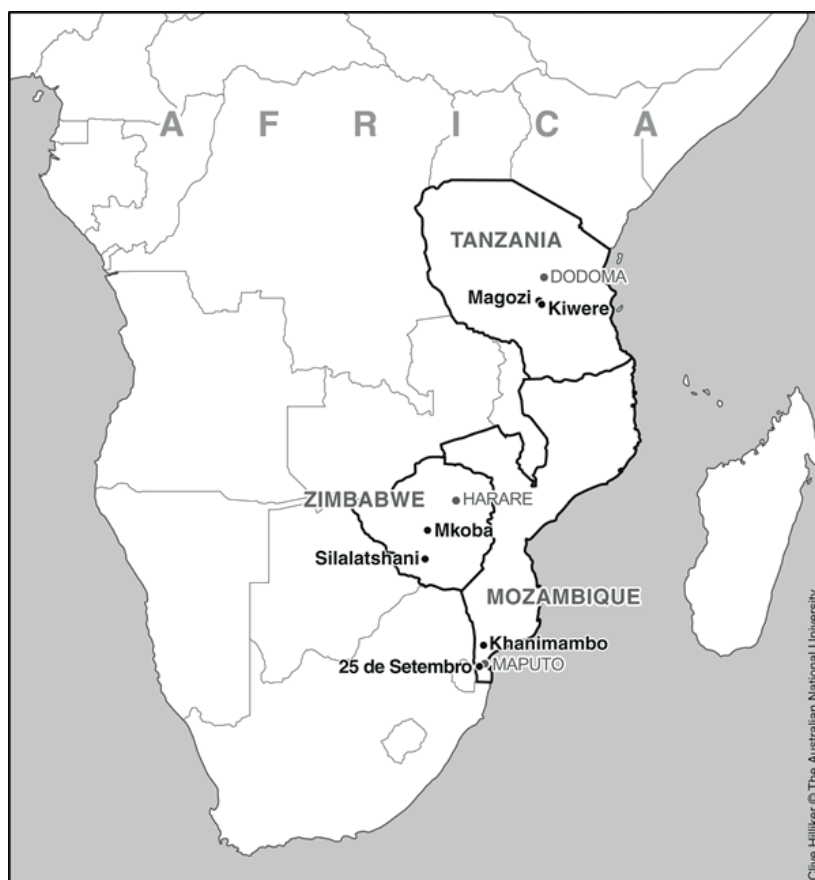 A F R I C A
TANZANIA
DODOMA
Magozi
Kiwere
ZIMBABWE
HARARE
Mkoba
Silalatshani
MOZAMBIQUE
Khanimambo
25 de Setembro
MAPUTO
Clive Hilliker © The Australian National University